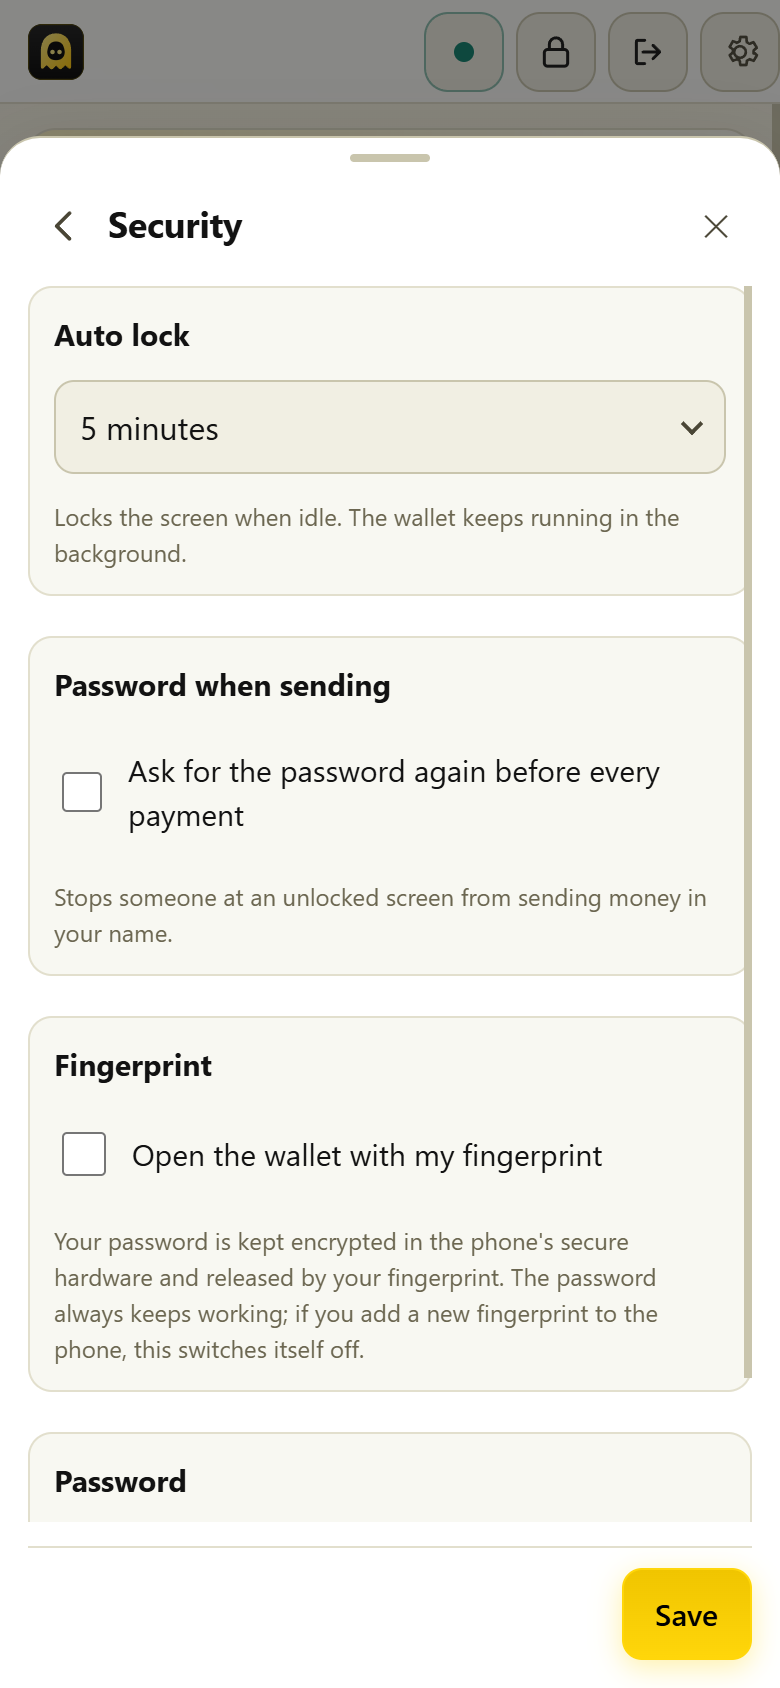 Security
Auto lock
5 minutes
Locks the screen when idle. The wallet keeps running in the
background.
Password when sending
Ask for the password again before every
payment
Stops someone at an unlocked screen from sending money in
your name.
Fingerprint
Open the wallet with my fingerprint
Your password is kept encrypted in the phone's secure
hardware and released by your fingerprint. The password
always keeps working; if you add a new fingerprint to the
phone, this switches itself off.
Password
Save